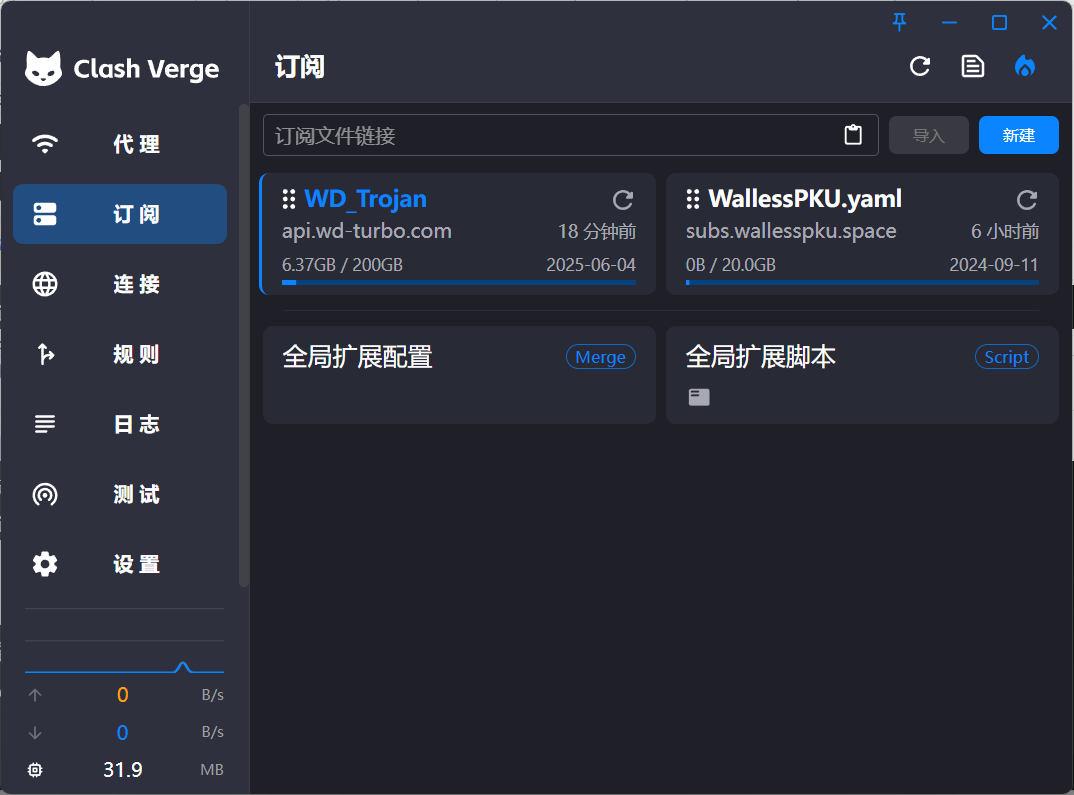 Clash Verge
代 理
订 阅
连 接
规 则
日 志
测 试
设 置
0 B/s
0 B/s
31.9 MB
订阅
订阅文件链接
导入
新建
WD_Trojan
api.wd-turbo.com 18 分钟前
6.37GB / 200GB 2025-06-04
WallessPKU.yaml
subs.wallesspku.space 6 小时前
0B / 20.0GB 2024-09-11
全局扩展配置 Merge
全局扩展脚本 Script